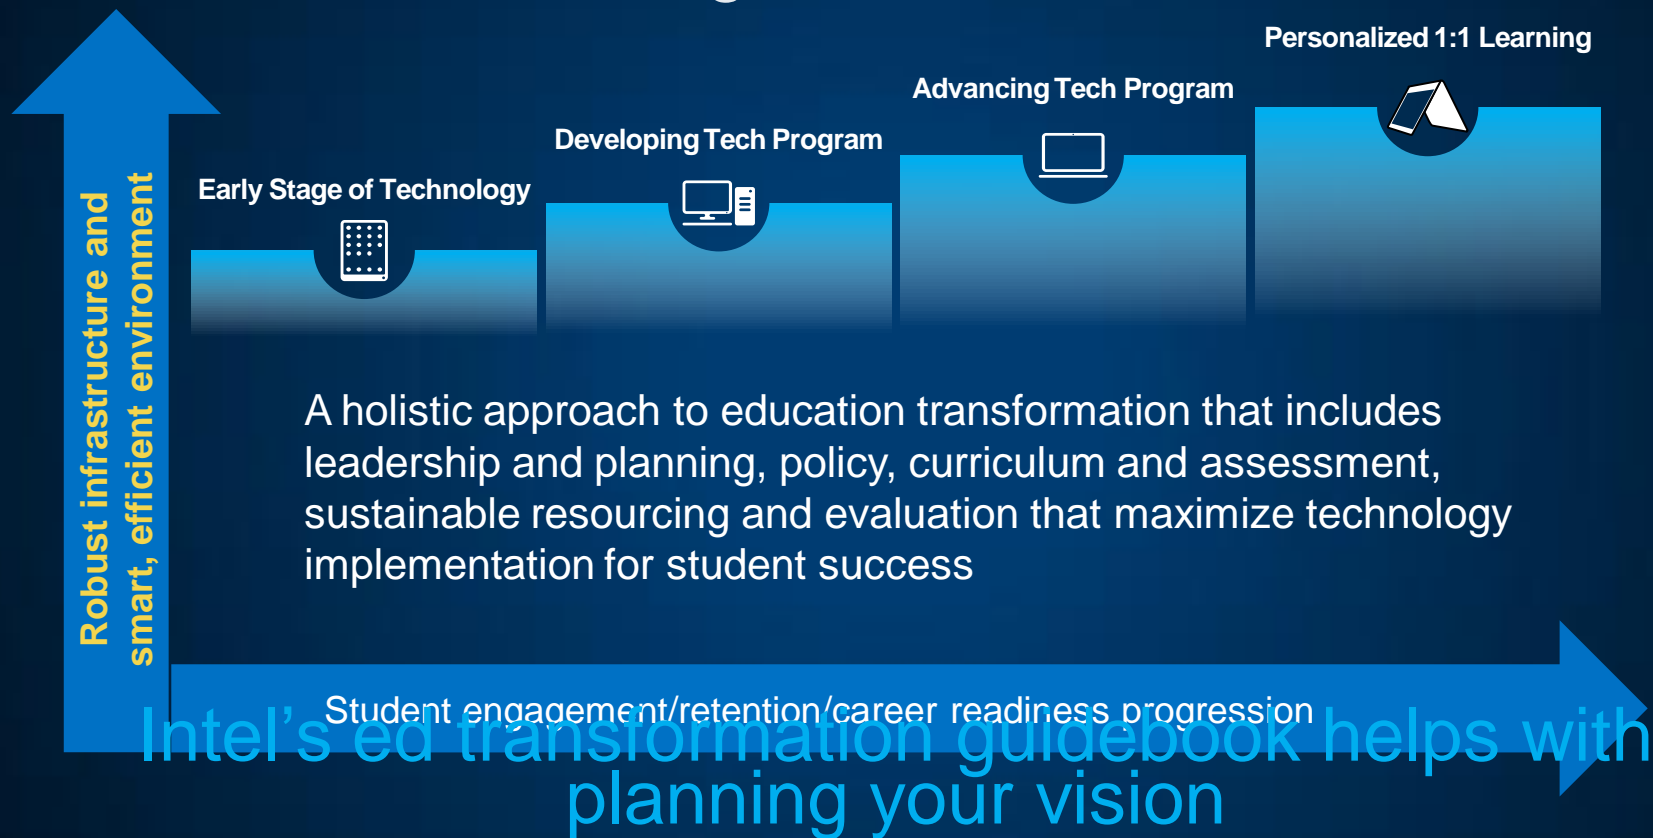 Personalized 1:1 Learning
Advancing Tech Program
Developing Tech Program
Early Stage of Technology
Robust infrastructure and
smart, efficient environment
A holistic approach to education transformation that includes
leadership and planning, policy, curriculum and assessment,
sustainable resourcing and evaluation that maximize technology
implementation for student success
Student engagement/retention/career readiness progression
Intel's ed transformation guidebook helps with
planning your vision